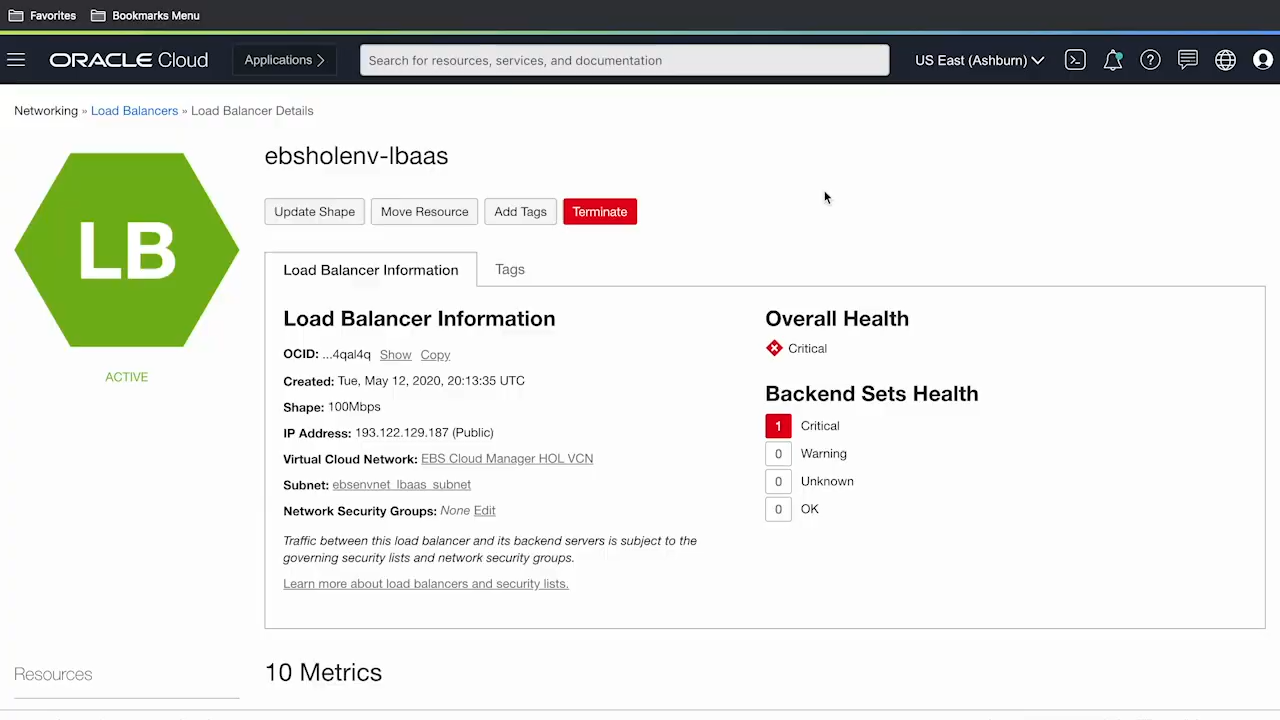 Favorites Bookmarks Menu
ORACLE Cloud Applications Search for resources, services, and documentation US East (Ashburn)
Networking » Load Balancers » Load Balancer Details
LB
ACTIVE
ebsholenv-lbaas
Update Shape Move Resource Add Tags Terminate
Load Balancer Information Tags
Load Balancer Information
OCID: ...4qal4q Show Copy
Created: Tue, May 12, 2020, 20:13:35 UTC
Shape: 100Mbps
IP Address: 193.122.129.187 (Public)
Virtual Cloud Network: EBS Cloud Manager HOL VCN
Subnet: ebsenvnet_lbaas_subnet
Network Security Groups: None Edit
Traffic between this load balancer and its backend servers is subject to the
governing security lists and network security groups.
Learn more about load balancers and security lists.
Overall Health
Critical
Backend Sets Health
1 Critical
0 Warning
0 Unknown
0 OK
Resources
10 Metrics